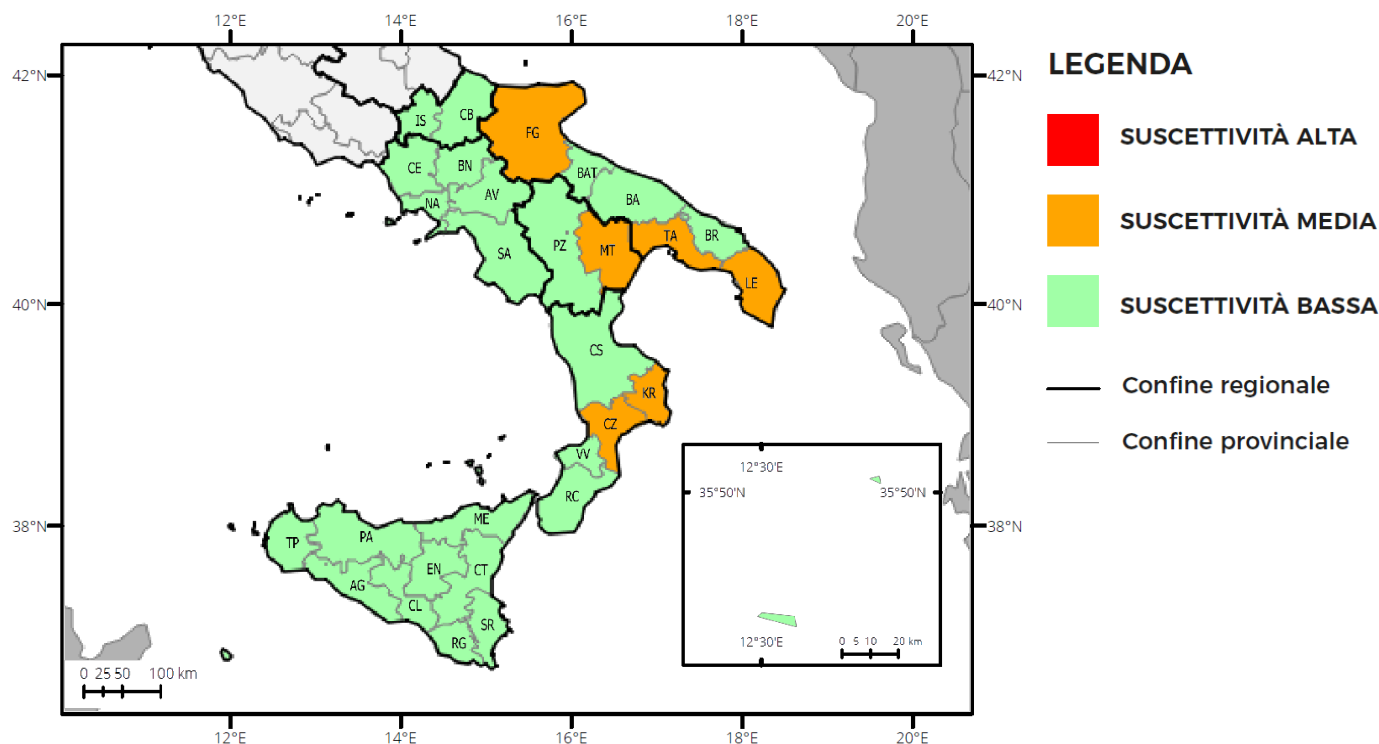 12°E 14°E 16°E 18°E 20°E
42°N 42°N
LEGENDA
SUSCETTIVITÀ ALTA
SUSCETTIVITÀ MEDIA
SUSCETTIVITÀ BASSA
Confine regionale
Confine provinciale
IS CB FG
CE BN BAT
NA AV BA
SA PZ MT TA BR
LE
40°N 40°N
CS
KR
CZ
VV
RC
12°30'E
35°50'N 35°50'N
12°30'E
0 5 10 20 km
38°N 38°N
ME
TP PA
EN CT
AG
CL
SR
RG
0 25 50 100 km
12°E 14°E 16°E 18°E 20°E